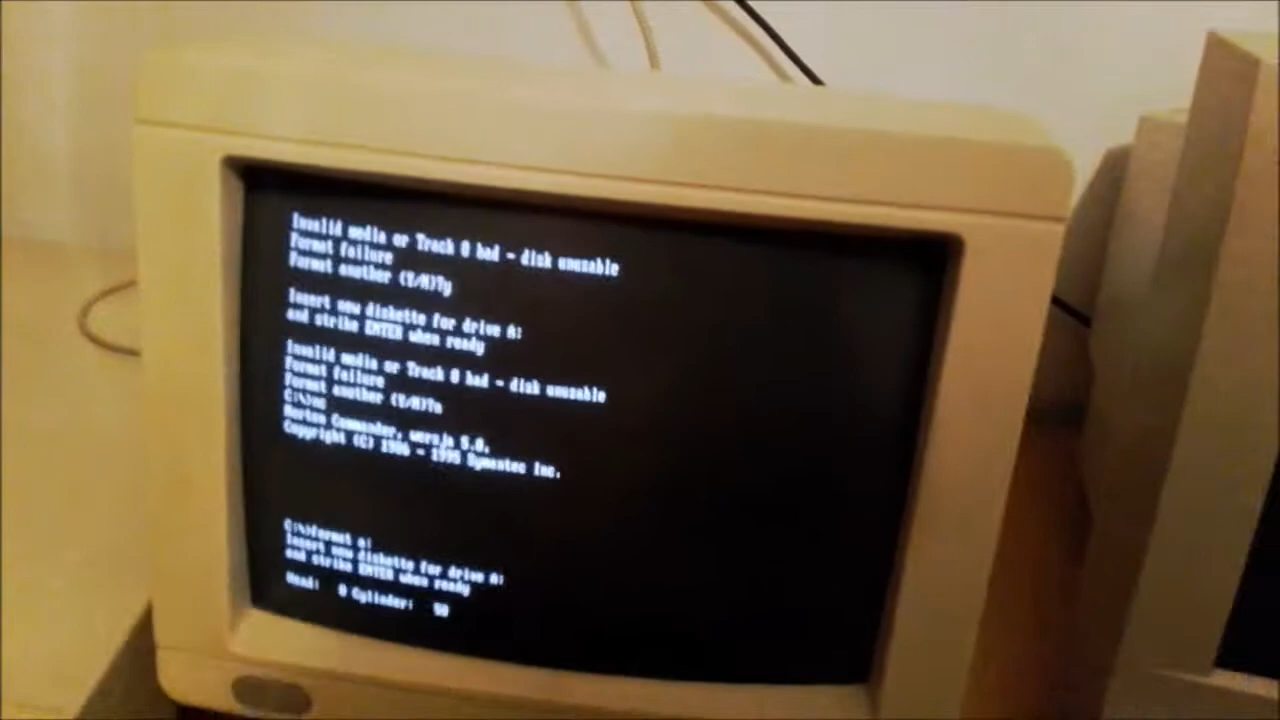 Invalid media or Track 0 bad - disk unusable
Format failure
Format another (Y/N)?y
Insert new diskette for drive A:
and strike ENTER when ready
Invalid media or Track 0 bad - disk unusable
Format failure
Format another (Y/N)?n
C:\>nc
Norton Commander, wersja 5.0.
Copyright (C) 1986 - 1995 Symantec Inc.
C:\>format a:
Insert new diskette for drive A:
and strike ENTER when ready
Head: 0 Cylinder: 50